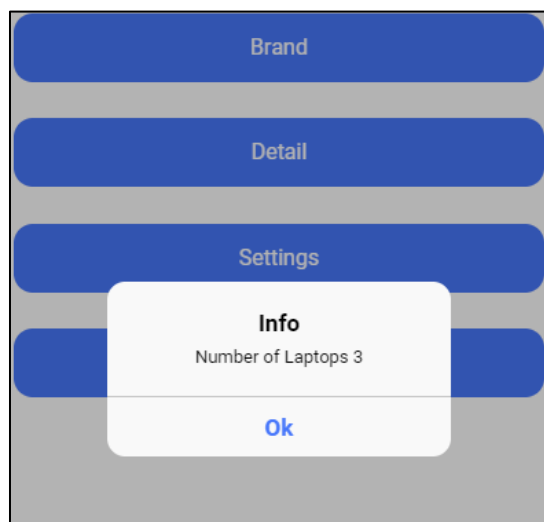 Brand
Detail
Settings
Info
Number of Laptops 3
Ok